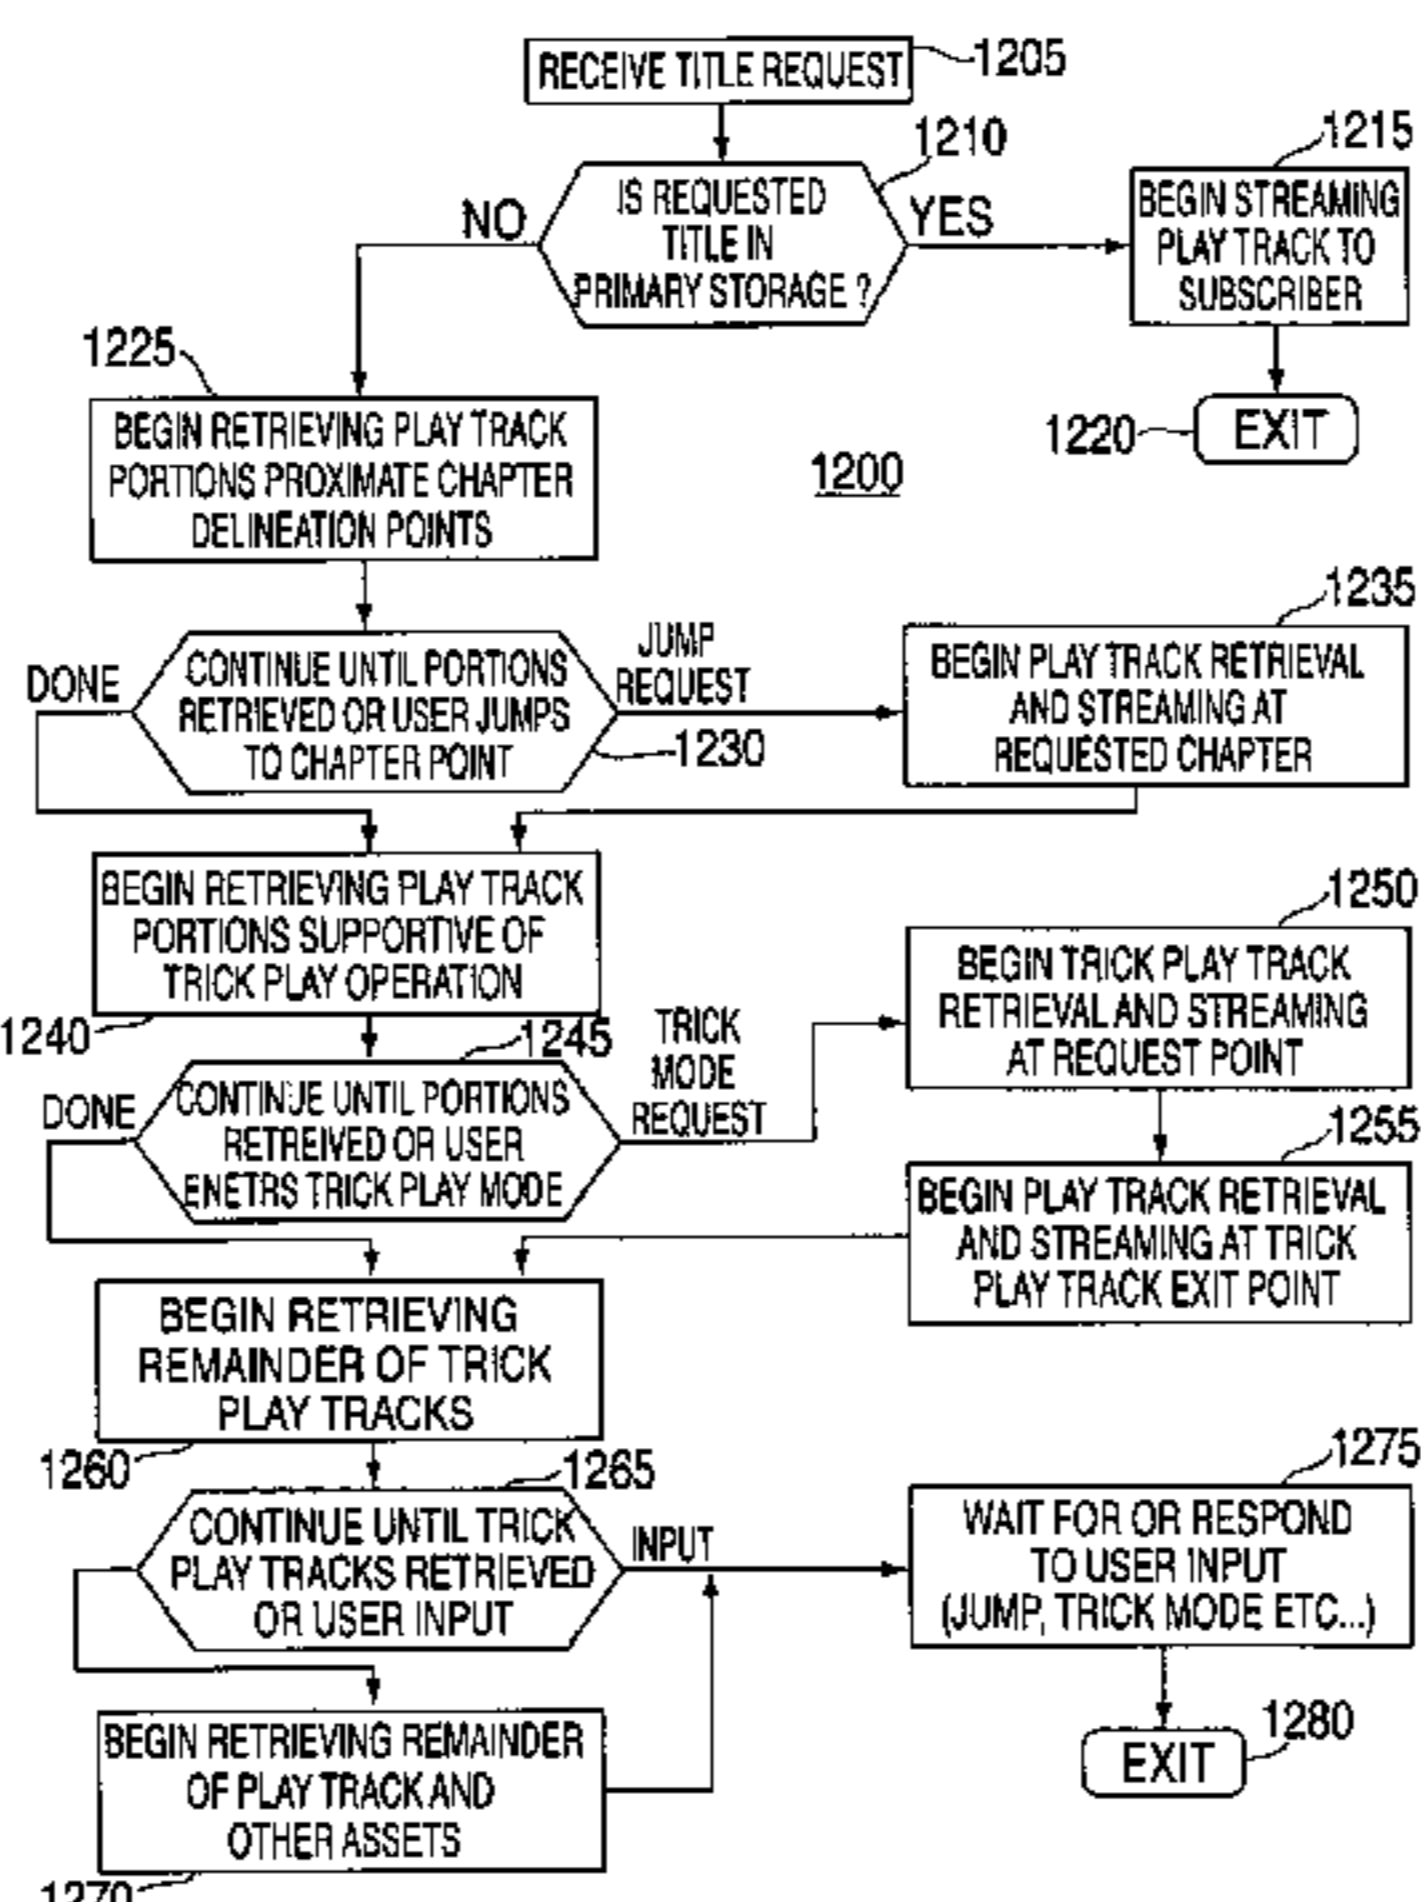 RECEIVE TITLE REQUEST
1205
1210
IS REQUESTED
TITLE IN
PRIMARY STORAGE ?
NO
YES
1215
BEGIN STREAMING
PLAY TRACK TO
SUBSCRIBER
1220
EXIT
1200
1225
BEGIN RETRIEVING PLAY TRACK
PORTIONS PROXIMATE CHAPTER
DELINEATION POINTS
DONE
CONTINUE UNTIL PORTIONS
RETRIEVED OR USER JUMPS
TO CHAPTER POINT
JUMP
REQUEST
1230
1235
BEGIN PLAY TRACK RETRIEVAL
AND STREAMING AT
REQUESTED CHAPTER
BEGIN RETRIEVING PLAY TRACK
PORTIONS SUPPORTIVE OF
TRICK PLAY OPERATION
1240
1245
DONE
CONTINUE UNTIL PORTIONS
RETREIVED OR USER
ENETRS TRICK PLAY MODE
TRICK
MODE
REQUEST
1250
BEGIN TRICK PLAY TRACK
RETRIEVAL AND STREAMING
AT REQUEST POINT
1255
BEGIN PLAY TRACK RETRIEVAL
AND STREAMING AT TRICK
PLAY TRACK EXIT POINT
BEGIN RETRIEVING
REMAINDER OF TRICK
PLAY TRACKS
1260
1265
CONTINUE UNTIL TRICK
PLAY TRACKS RETRIEVED
OR USER INPUT
INPUT
1275
WAIT FOR OR RESPOND
TO USER INPUT
(JUMP, TRICK MODE ETC...)
BEGIN RETRIEVING REMAINDER
OF PLAY TRACK AND
OTHER ASSETS
1270
EXIT
1280